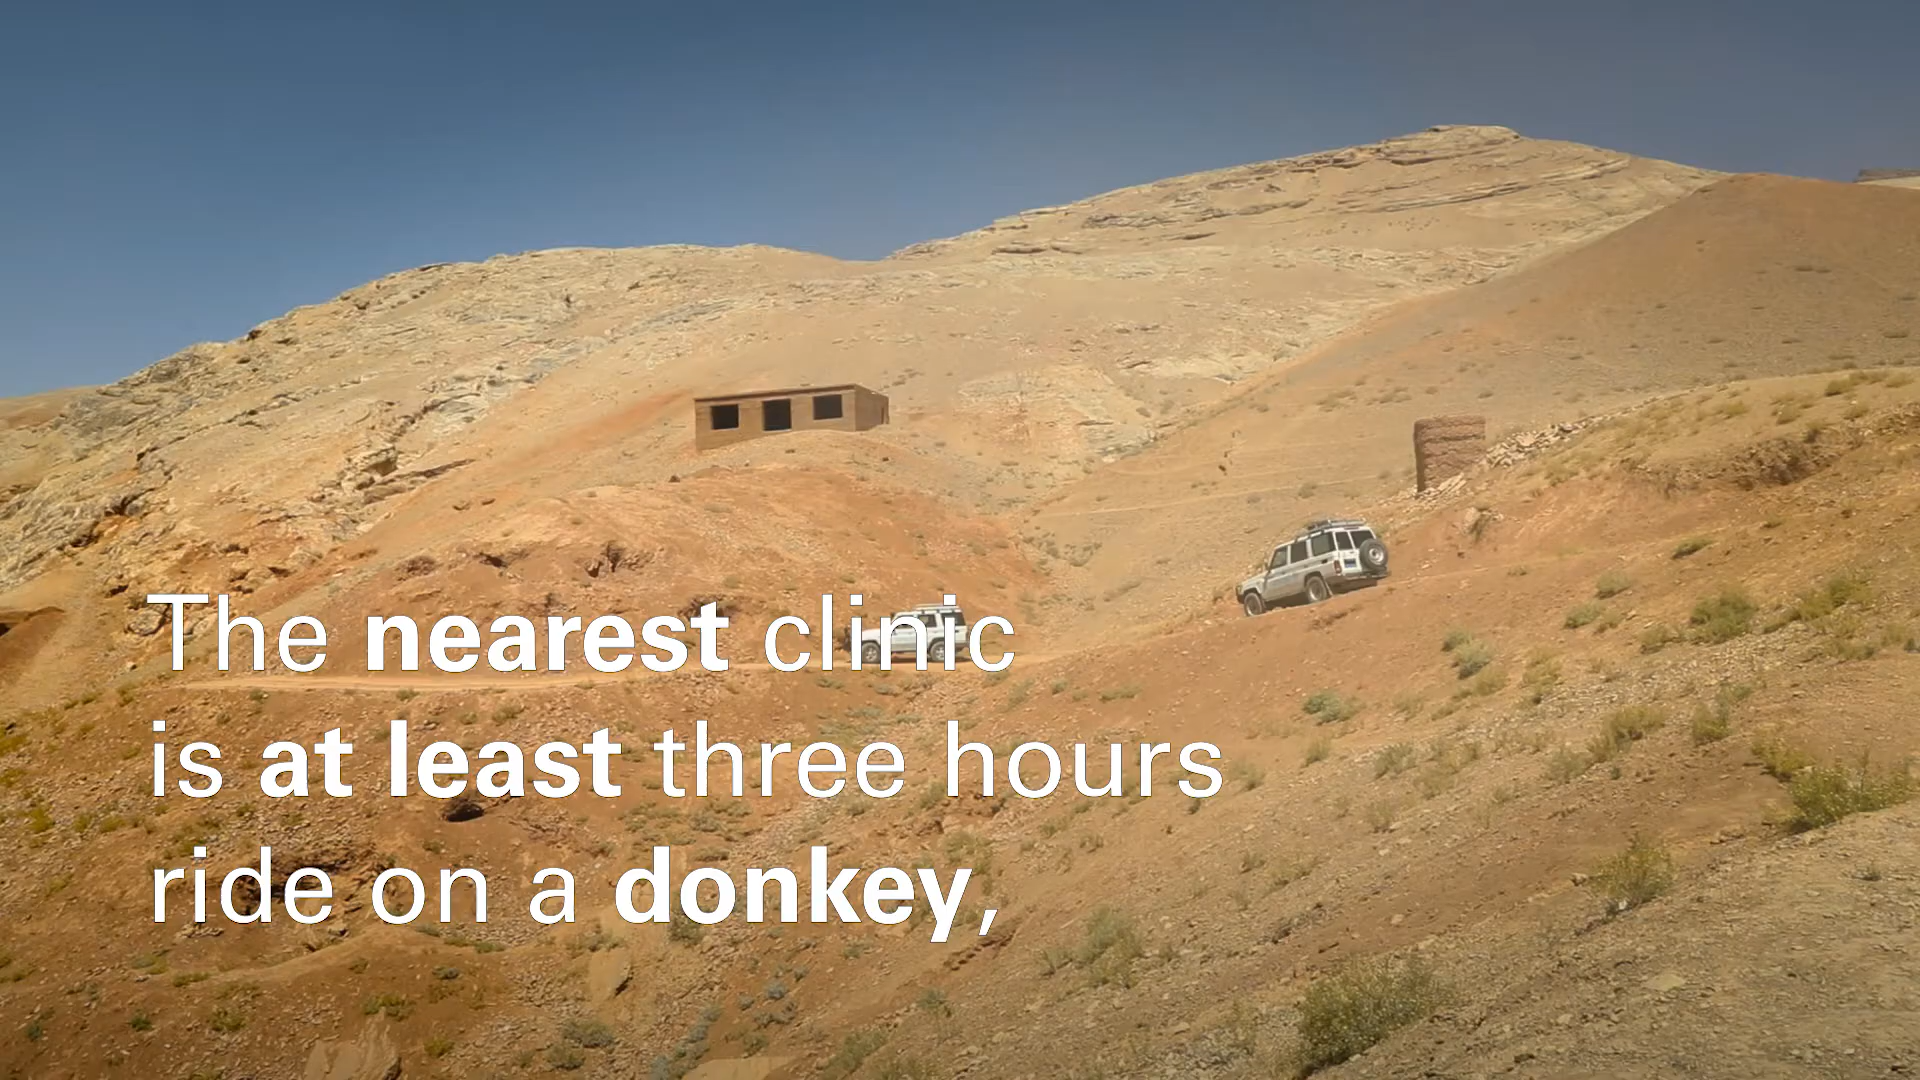 The nearest clinic
is at least three hours
ride on a donkey,